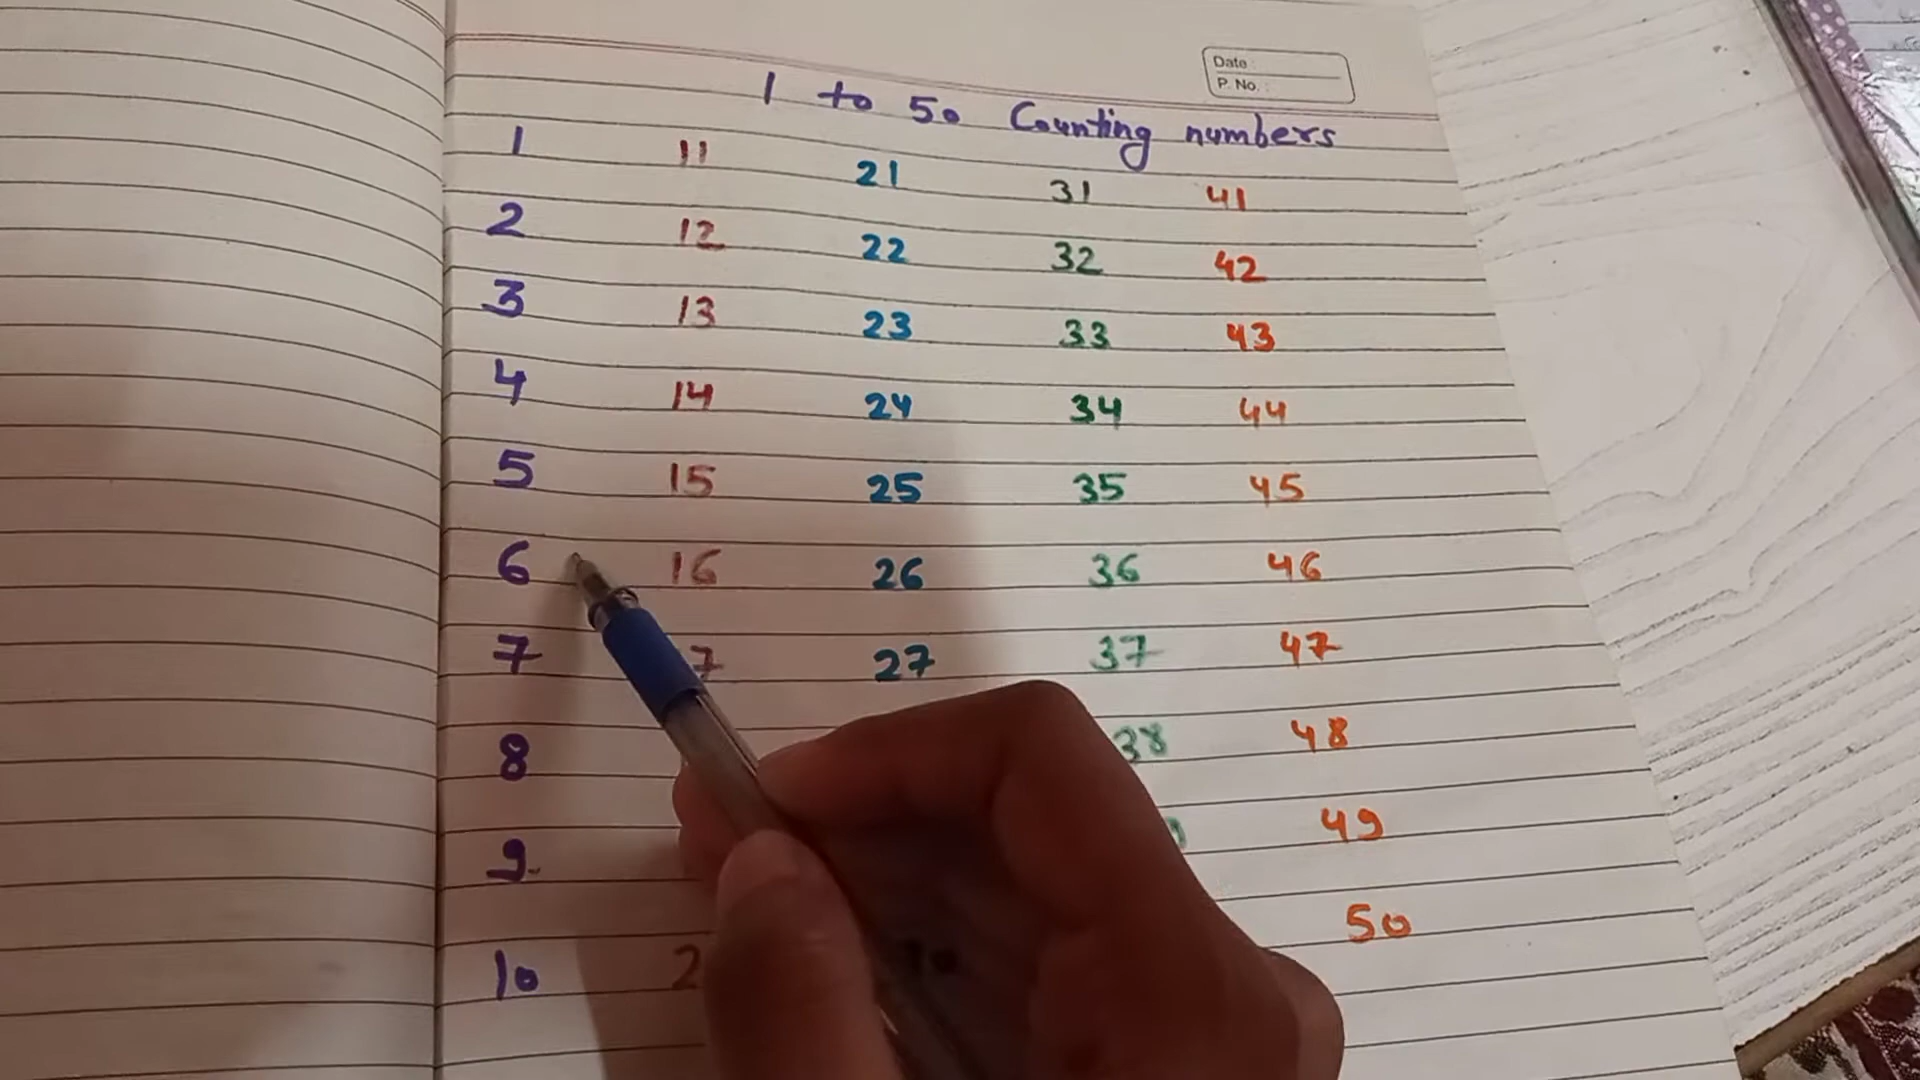 Date :
P. No. :
1 to 50 Counting numbers
1 11 21 31 41
2 12 22 32 42
3 13 23 33 43
4 14 24 34 44
5 15 25 35 45
6 16 26 36 46
7 7 27 37 47
8 38 48
9 49
10 2 50